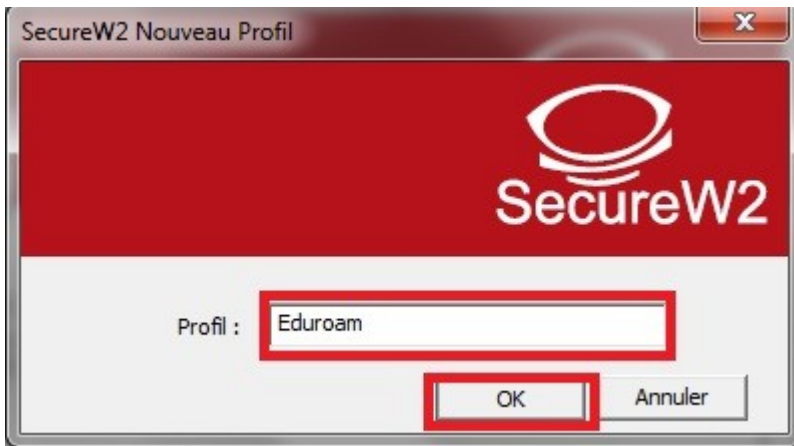 SecureW2 Nouveau Profil
SecureW2
Profil :
Eduroam
OK
Annuler